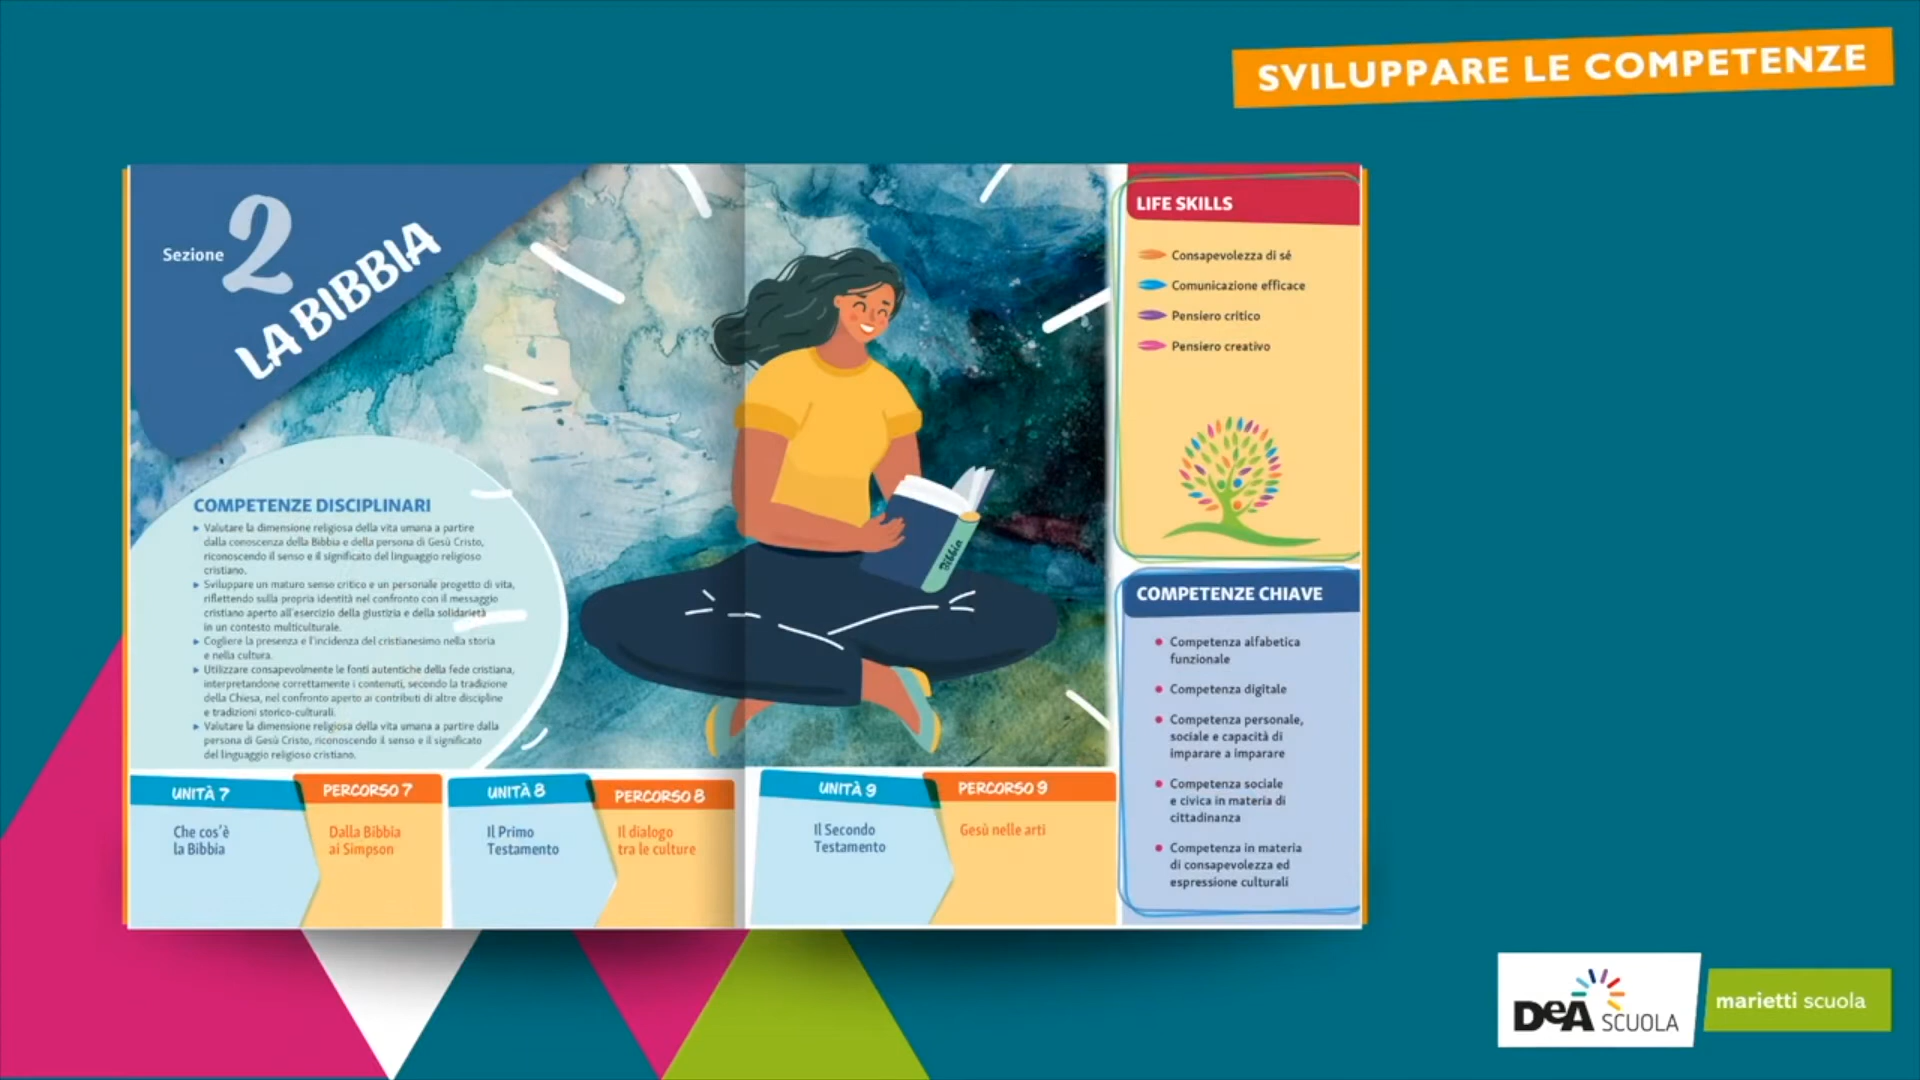 SVILUPPARE LE COMPETENZE
Sezione 2
LA BIBBIA
COMPETENZE DISCIPLINARI
Valutare la dimensione religiosa della vita umana a partire
dalla conoscenza della Bibbia e della persona di Gesù Cristo,
riconoscendo il senso e il significato del linguaggio religioso
cristiano.
Sviluppare un maturo senso critico e un personale progetto di vita,
riflettendo sulla propria identità nel confronto con il messaggio
cristiano aperto all'esercizio della giustizia e della solidarietà
in un contesto multiculturale.
Cogliere la presenza e l'incidenza del cristianesimo nella storia
e nella cultura.
Utilizzare consapevolmente le fonti autentiche della fede cristiana,
interpretandone correttamente i contenuti, secondo la tradizione
della Chiesa, nel confronto aperto ai contributi di altre discipline
e tradizioni storico-culturali.
Valutare la dimensione religiosa della vita umana a partire dalla
persona di Gesù Cristo, riconoscendo il senso e il significato
del linguaggio religioso cristiano.
Bibbia
UNITÀ 7
Che cos'è
la Bibbia
PERCORSO 7
Dalla Bibbia
ai Simpson
UNITÀ 8
Il Primo
Testamento
PERCORSO 8
Il dialogo
tra le culture
UNITÀ 9
Il Secondo
Testamento
PERCORSO 9
Gesù nelle arti
LIFE SKILLS
Consapevolezza di sé
Comunicazione efficace
Pensiero critico
Pensiero creativo
COMPETENZE CHIAVE
Competenza alfabetica
funzionale
Competenza digitale
Competenza personale,
sociale e capacità di
imparare a imparare
Competenza sociale
e civica in materia di
cittadinanza
Competenza in materia
di consapevolezza ed
espressione culturali
DeA SCUOLA
marietti scuola